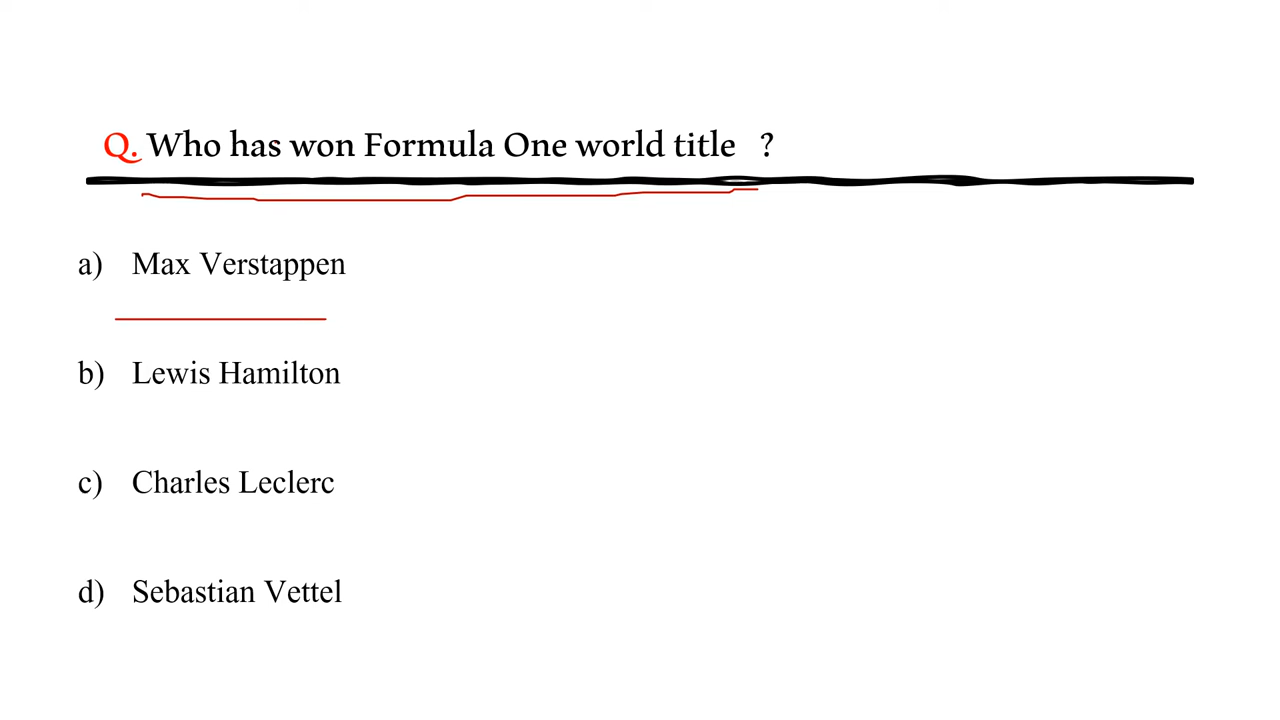 Q. Who has won Formula One world title ?
a) Max Verstappen
b) Lewis Hamilton
c) Charles Leclerc
d) Sebastian Vettel